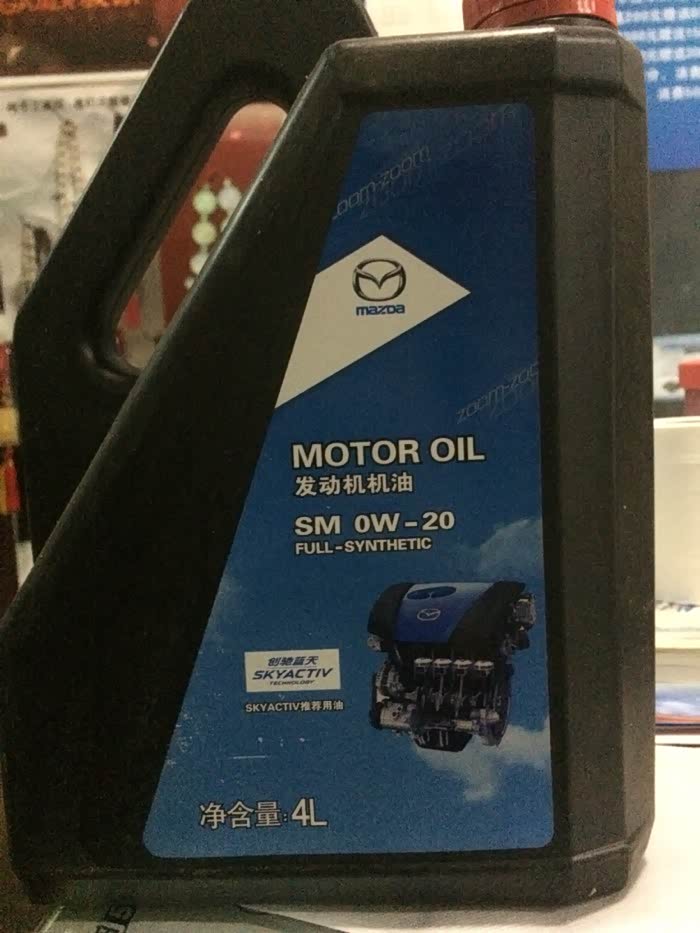 zoom-zoom
mazda
zoom-zoo
MOTOR OIL
发动机机油
SM 0W-20
FULL-SYNTHETIC
创驰蓝天
SKYACTIV
TECHNOLOGY
SKYACTIV推荐用油
净含量:4L